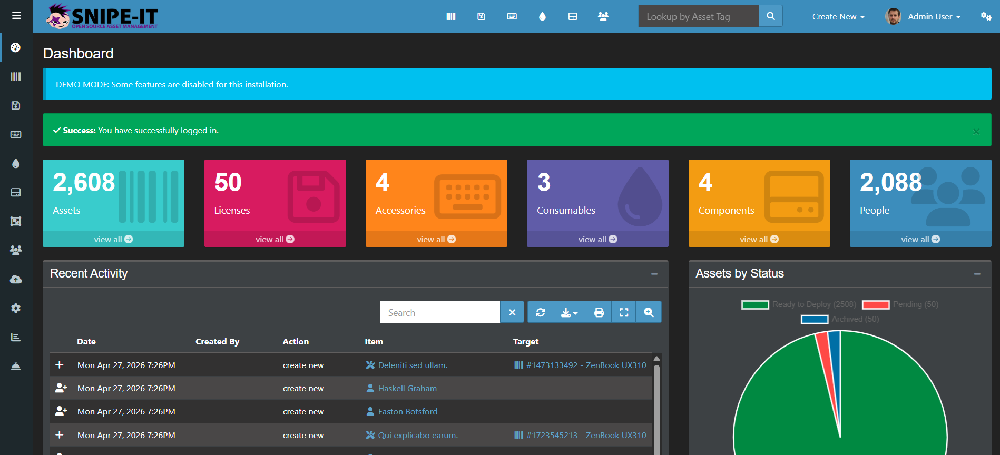 SNIPE-IT
OPEN SOURCE ASSET MANAGEMENT
Lookup by Asset Tag
Create New
Admin User
Dashboard
DEMO MODE: Some features are disabled for this installation.
Success: You have successfully logged in.
×
2,608
Assets
view all
50
Licenses
view all
4
Accessories
view all
3
Consumables
view all
4
Components
view all
2,088
People
view all
Recent Activity
Search
Date Created By Action Item Target
Mon Apr 27, 2026 7:26PM create new Deleniti sed ullam. #1473133492 - ZenBook UX310
Mon Apr 27, 2026 7:26PM create new Haskell Graham
Mon Apr 27, 2026 7:26PM create new Easton Botsford
Mon Apr 27, 2026 7:26PM create new Qui explicabo earum. #1723545213 - ZenBook UX310
Assets by Status
Ready to Deploy (2508) Pending (50)
Archived (50)